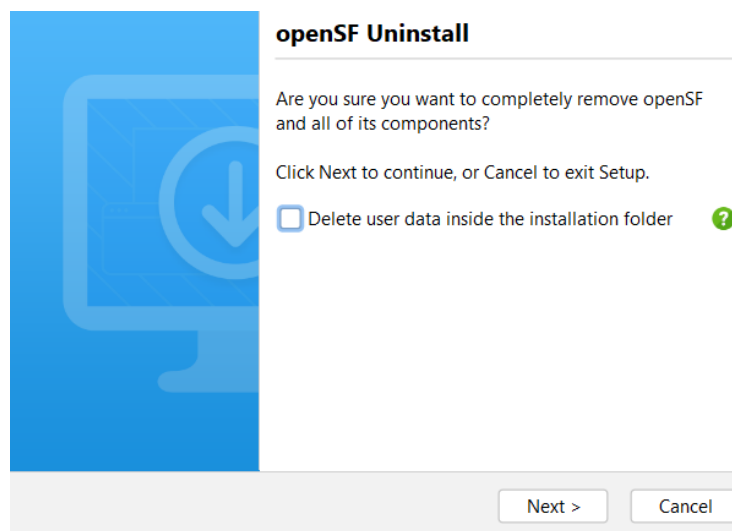 openSF Uninstall
Are you sure you want to completely remove openSF
and all of its components?
Click Next to continue, or Cancel to exit Setup.
Delete user data inside the installation folder
?
Next >
Cancel